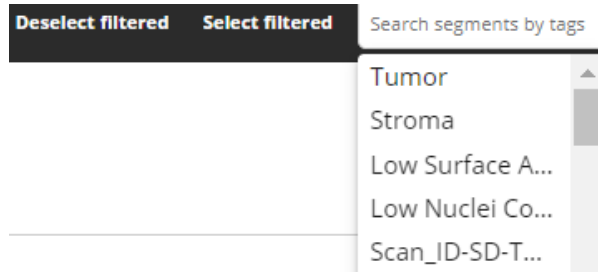 Deselect filtered Select filtered Search segments by tags
Tumor
Stroma
Low Surface A...
Low Nuclei Co...
Scan_ID-SD-T...